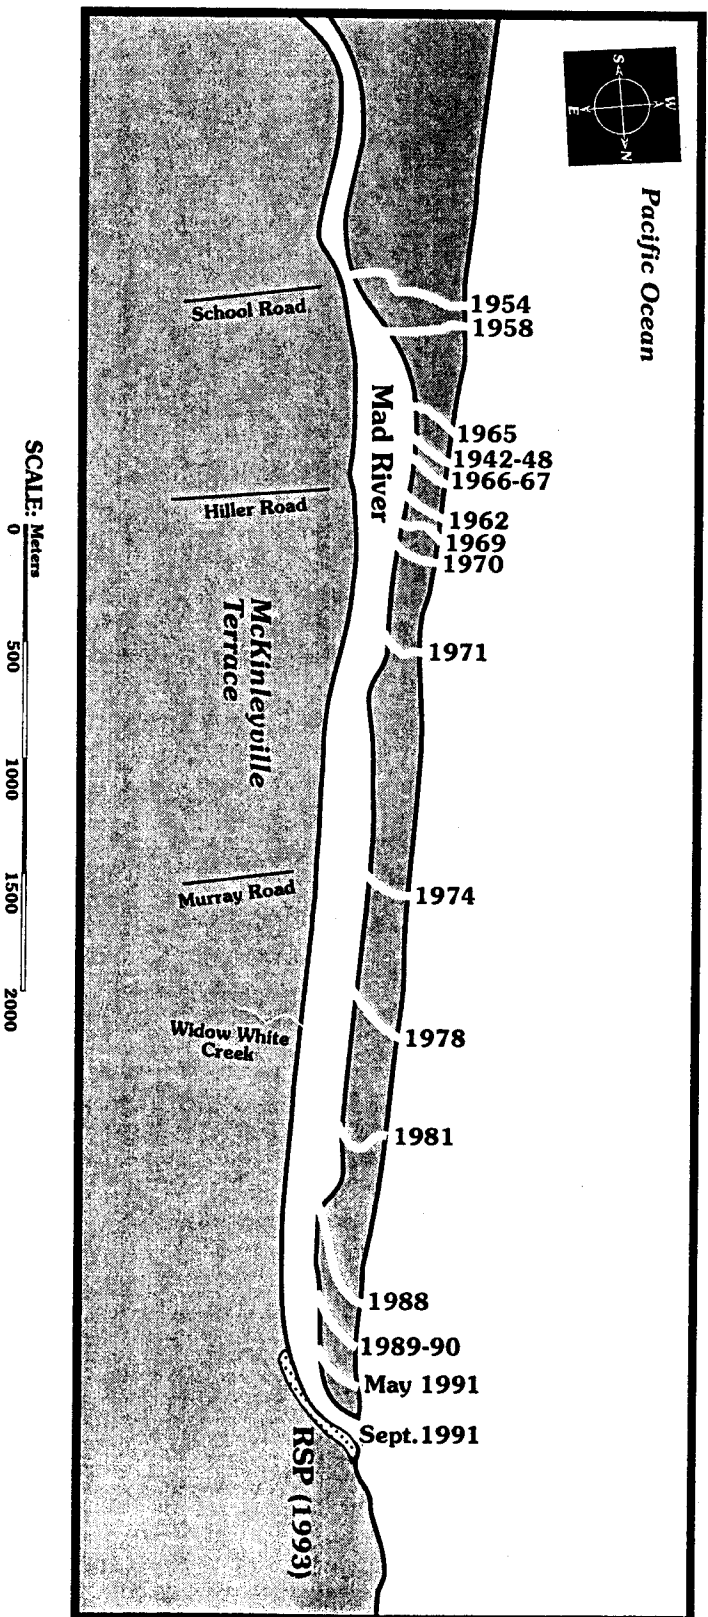 S
W
E
N
Pacific Ocean
1954
School Road
1958
Mad River
1965
1942-48
1966-67
Hiller Road
1962
1969
1970
McKinleyville
Terrace
1971
1974
Murray Road
1978
Widow White
Creek
1981
1988
1989-90
May 1991
Sept.1991
RSP (1993)
SCALE: Meters
0
500
1000
1500
2000